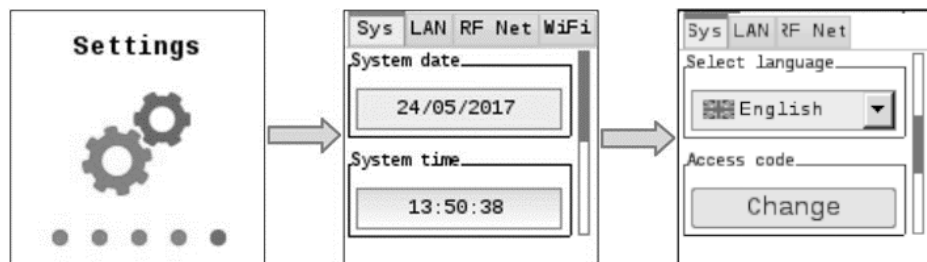 Settings
Sys LAN RF Net WiFi
System date
24/05/2017
System time
13:50:38
Sys LAN RF Net
Select language
English
Access code
Change